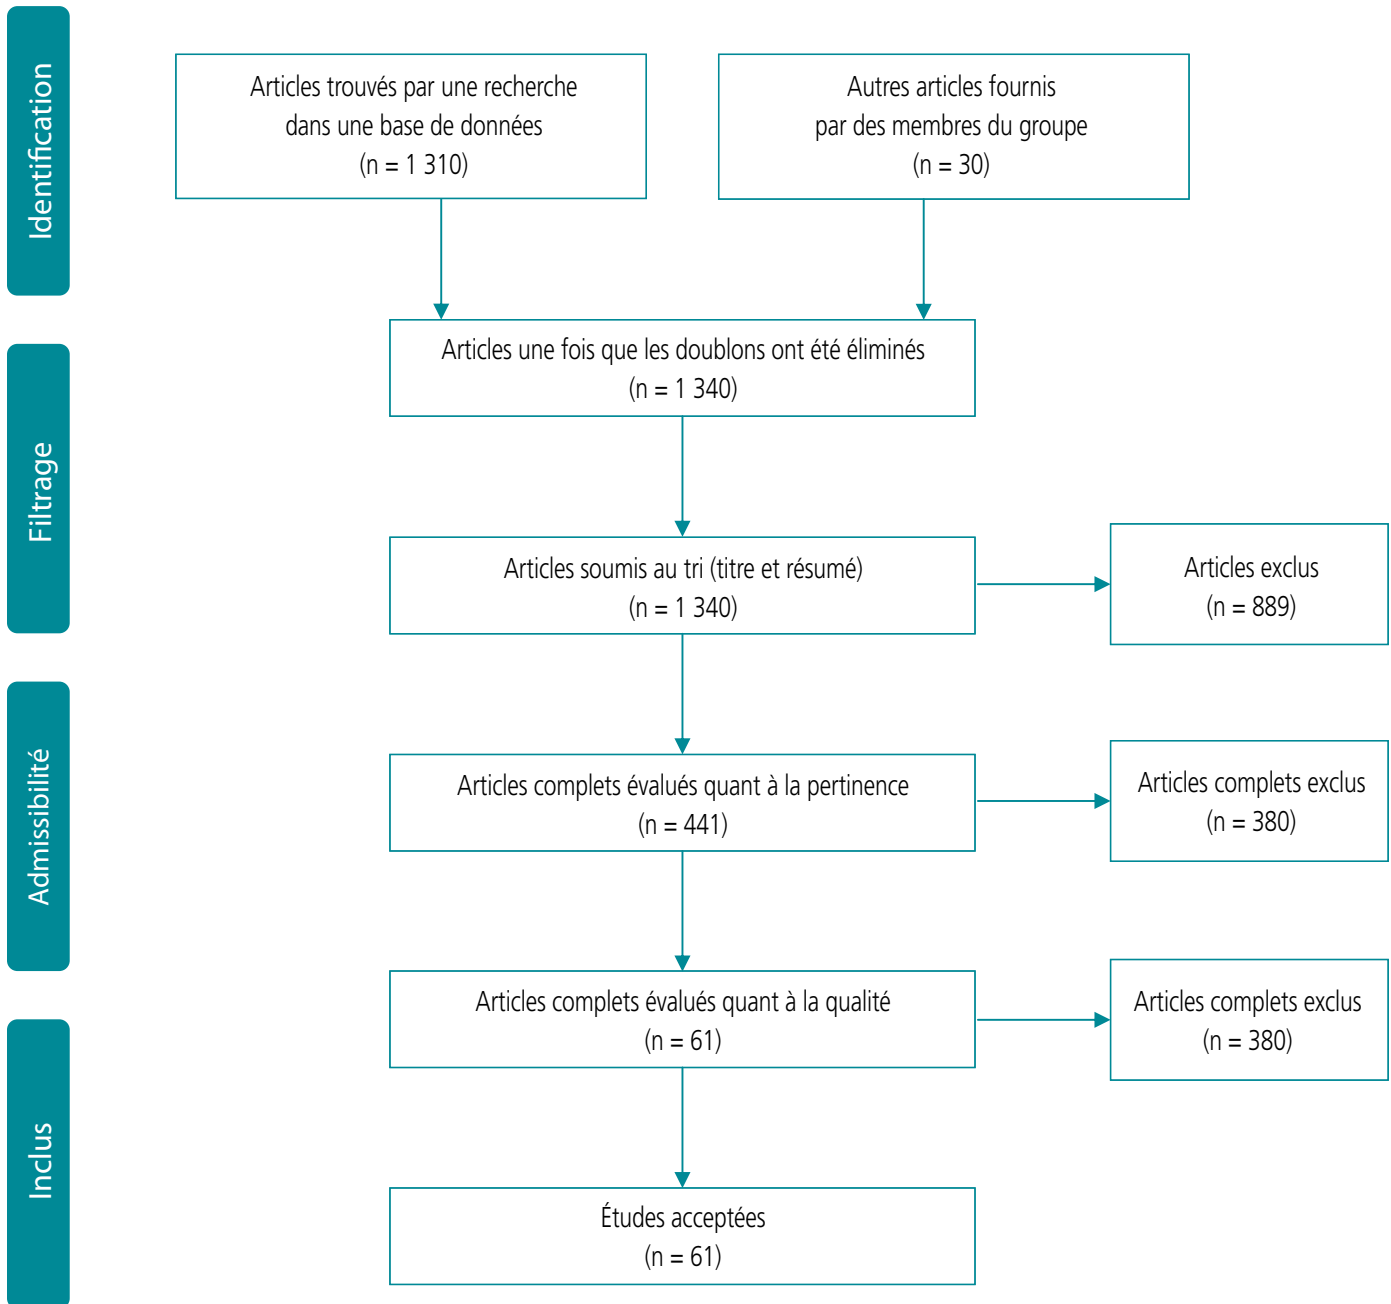 Identification
Articles trouvés par une recherche
dans une base de données
(n = 1 310)
Autres articles fournis
par des membres du groupe
(n = 30)
Articles une fois que les doublons ont été éliminés
(n = 1 340)
Filtrage
Articles soumis au tri (titre et résumé)
(n = 1 340)
Articles exclus
(n = 889)
Admissibilité
Articles complets évalués quant à la pertinence
(n = 441)
Articles complets exclus
(n = 380)
Articles complets évalués quant à la qualité
(n = 61)
Articles complets exclus
(n = 380)
Inclus
Études acceptées
(n = 61)